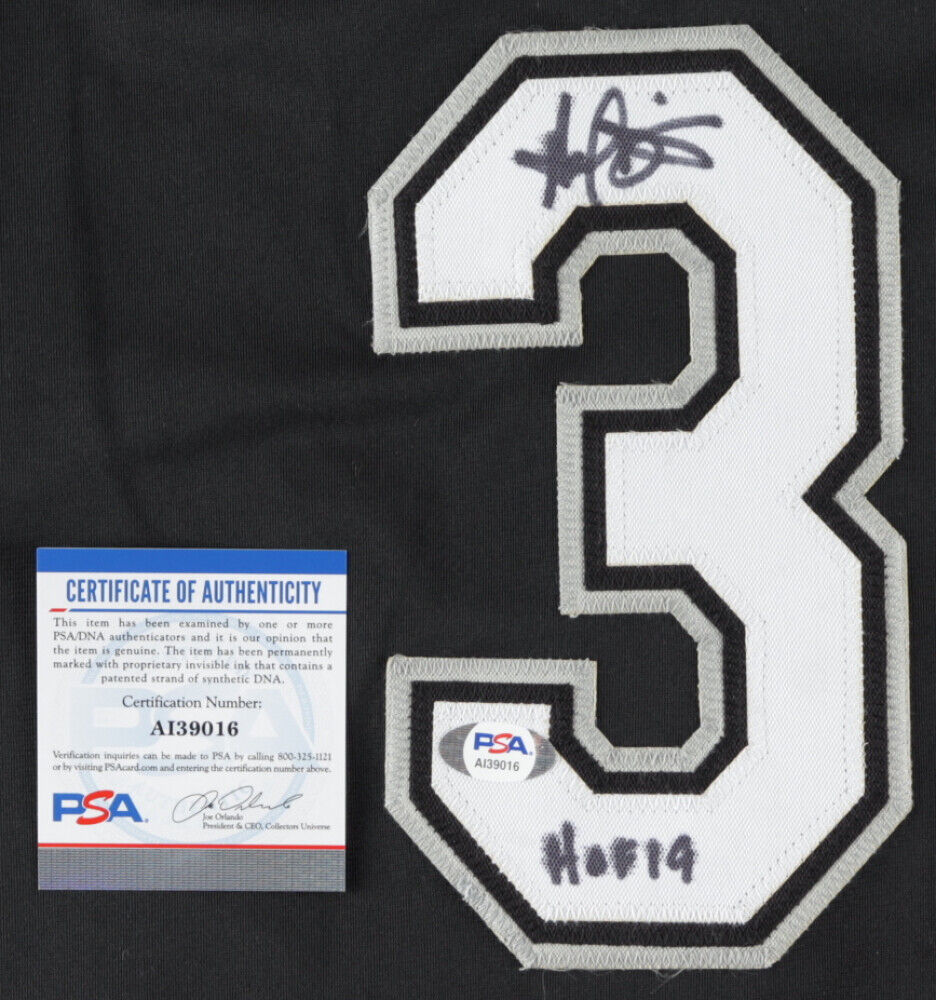 3
CERTIFICATE OF AUTHENTICITY
This item has been examined by one or more
PSA/DNA authenticators and it is our opinion that
the item is genuine. The item has been permanently
marked with proprietary invisible ink that contains a
patented strand of synthetic DNA.
Certification Number:
AI39016
Verification inquiries can be made to PSA by calling 800-325-1121
or by visiting PSAcard.com and entering the certification number above.
PSA
Joe Orlando
President & CEO, Collectors Universe
PSA
AI39016
HOF19